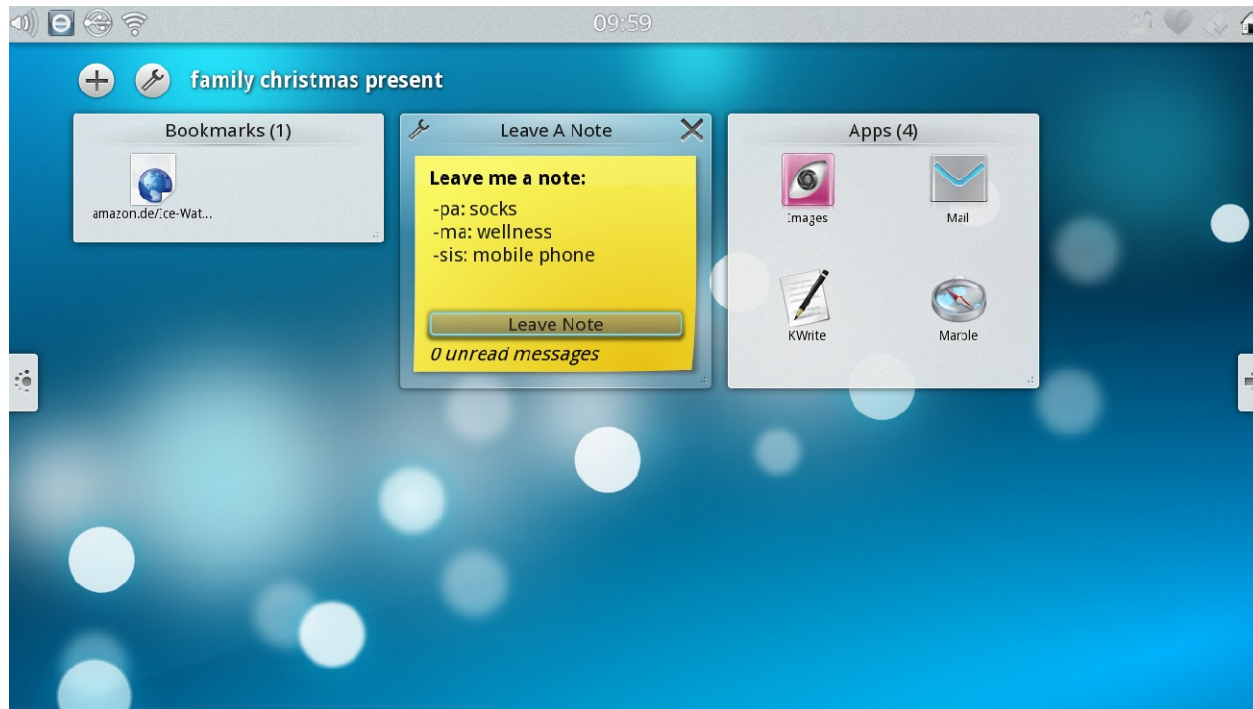 09:59
family christmas present
Bookmarks (1)
amazon.de/Ice-Wat...
Leave A Note
Leave me a note:
-pa: socks
-ma: wellness
-sis: mobile phone
Leave Note
0 unread messages
Apps (4)
Images
Mail
KWrite
Marble